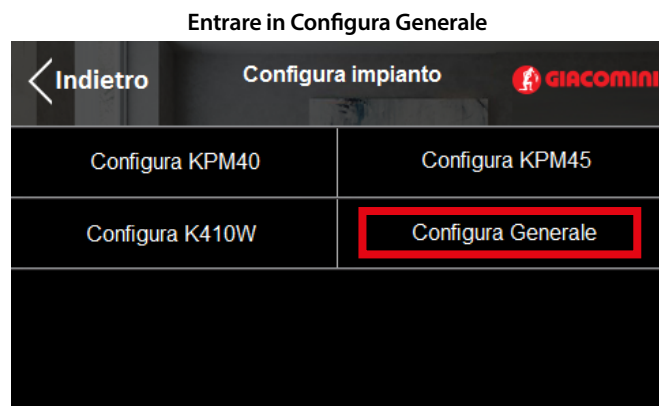 Entrare in Configura Generale
Indietro Configura impianto GIACOMINI
Configura KPM40 Configura KPM45
Configura K410W Configura Generale